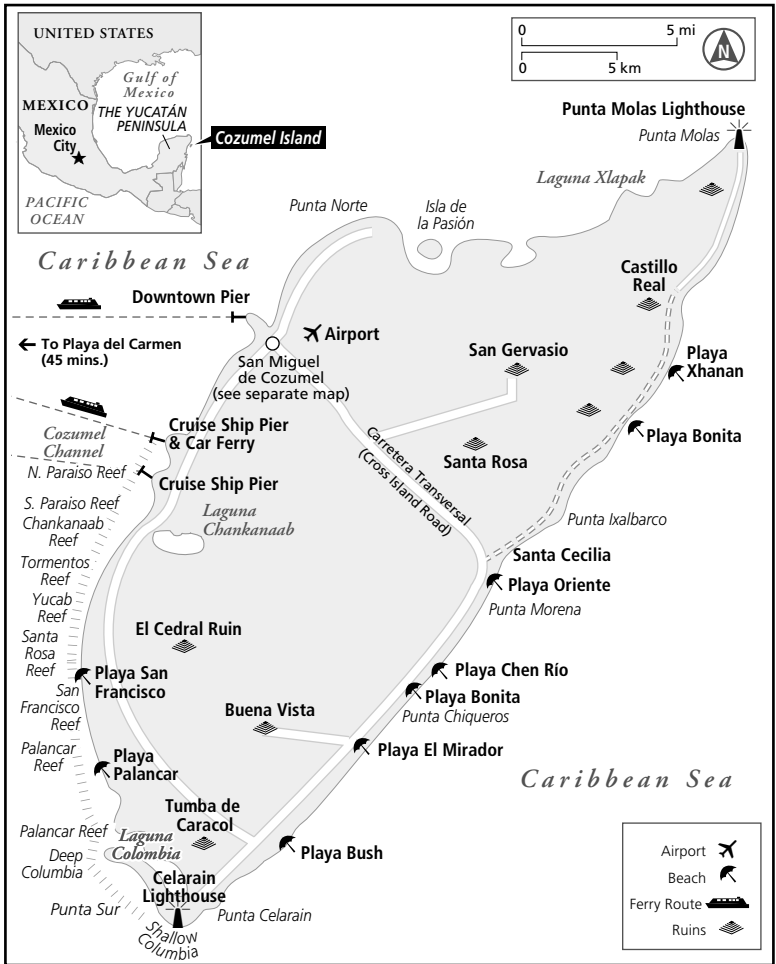 UNITED STATES
Gulf of
Mexico
MEXICO
THE YUCATÁN
PENINSULA
Mexico
City
Cozumel Island
PACIFIC
OCEAN
0 5 mi
0 5 km
N
Punta Molas Lighthouse
Punta Molas
Laguna Xlapak
Punta Norte
Isla de
la Pasión
Caribbean Sea
Castillo
Real
Downtown Pier
Airport
To Playa del Carmen
(45 mins.)
San Miguel
de Cozumel
(see separate map)
San Gervasio
Playa
Xhanan
Cruise Ship Pier
& Car Ferry
Cozumel
Channel
Playa Bonita
Carretera Transversal
(Cross Island Road)
Santa Rosa
N. Paraiso Reef
Cruise Ship Pier
S. Paraiso Reef
Laguna
Chankanaab
Chankanaab
Reef
Punta Ixalbarco
Tormentos
Reef
Santa Cecilia
Playa Oriente
Yucab
Reef
Punta Morena
El Cedral Ruin
Santa
Rosa
Reef
Playa San
Francisco
Playa Chen Río
San
Francisco
Reef
Playa Bonita
Buena Vista
Punta Chiqueros
Palancar
Reef
Playa
Palancar
Playa El Mirador
Caribbean Sea
Tumba de
Caracol
Palancar Reef
Laguna
Colombia
Deep
Columbia
Playa Bush
Celarain
Lighthouse
Punta Sur
Punta Celarain
Shallow
Columbia
Airport
Beach
Ferry Route
Ruins